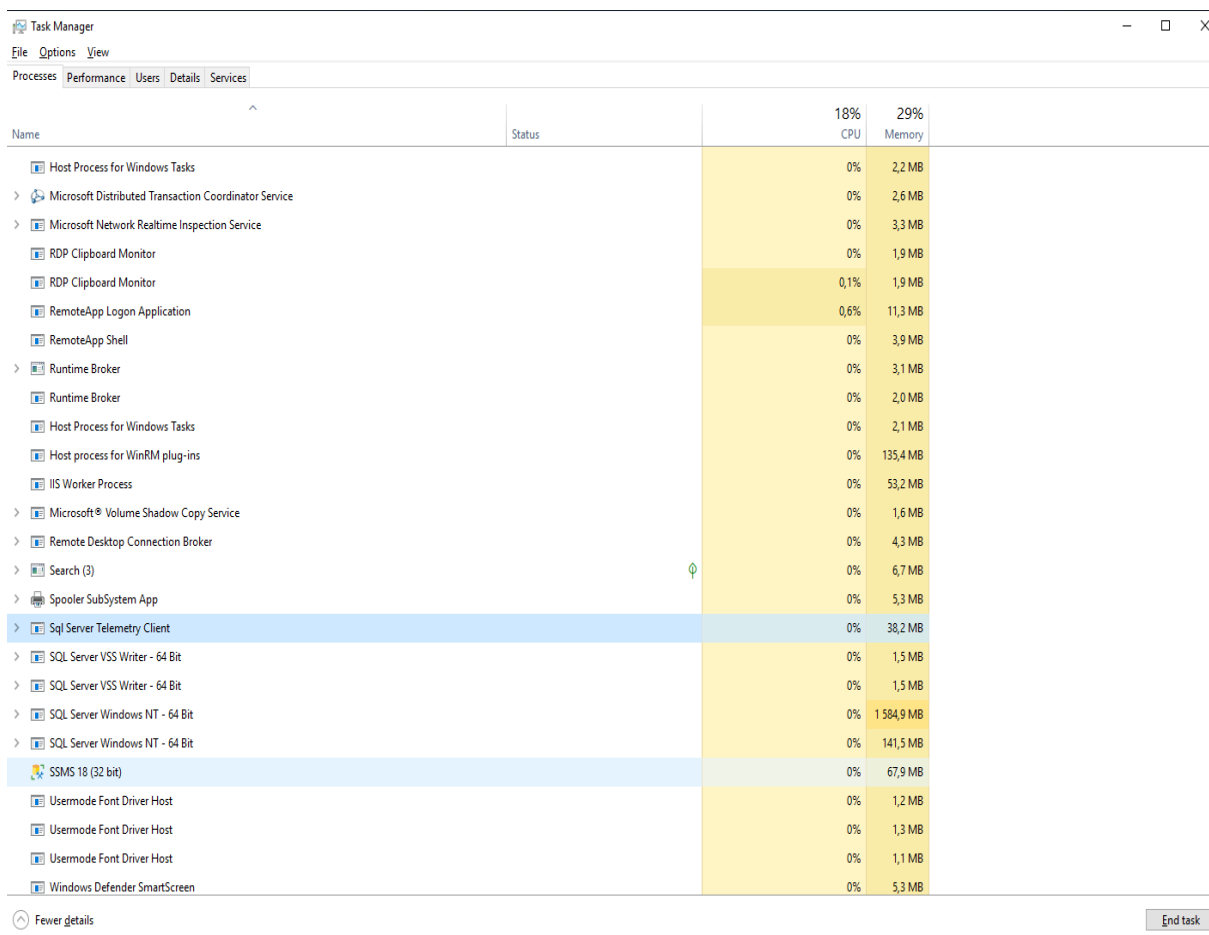 Task Manager
File Options View
Processes Performance Users Details Services
18% 29%
Name Status CPU Memory
Host Process for Windows Tasks 0% 2,2 MB
Microsoft Distributed Transaction Coordinator Service 0% 2,6 MB
Microsoft Network Realtime Inspection Service 0% 3,3 MB
RDP Clipboard Monitor 0% 1,9 MB
RDP Clipboard Monitor 0,1% 1,9 MB
RemoteApp Logon Application 0,6% 11,3 MB
RemoteApp Shell 0% 3,9 MB
Runtime Broker 0% 3,1 MB
Runtime Broker 0% 2,0 MB
Host Process for Windows Tasks 0% 2,1 MB
Host process for WinRM plug-ins 0% 135,4 MB
IIS Worker Process 0% 53,2 MB
Microsoft® Volume Shadow Copy Service 0% 1,6 MB
Remote Desktop Connection Broker 0% 4,3 MB
Search (3) 0% 6,7 MB
Spooler SubSystem App 0% 5,3 MB
Sql Server Telemetry Client 0% 38,2 MB
SQL Server VSS Writer - 64 Bit 0% 1,5 MB
SQL Server VSS Writer - 64 Bit 0% 1,5 MB
SQL Server Windows NT - 64 Bit 0% 1 584,9 MB
SQL Server Windows NT - 64 Bit 0% 141,5 MB
SSMS 18 (32 bit) 0% 67,9 MB
Usermode Font Driver Host 0% 1,2 MB
Usermode Font Driver Host 0% 1,3 MB
Usermode Font Driver Host 0% 1,1 MB
Windows Defender SmartScreen 0% 5,3 MB
Fewer details End task